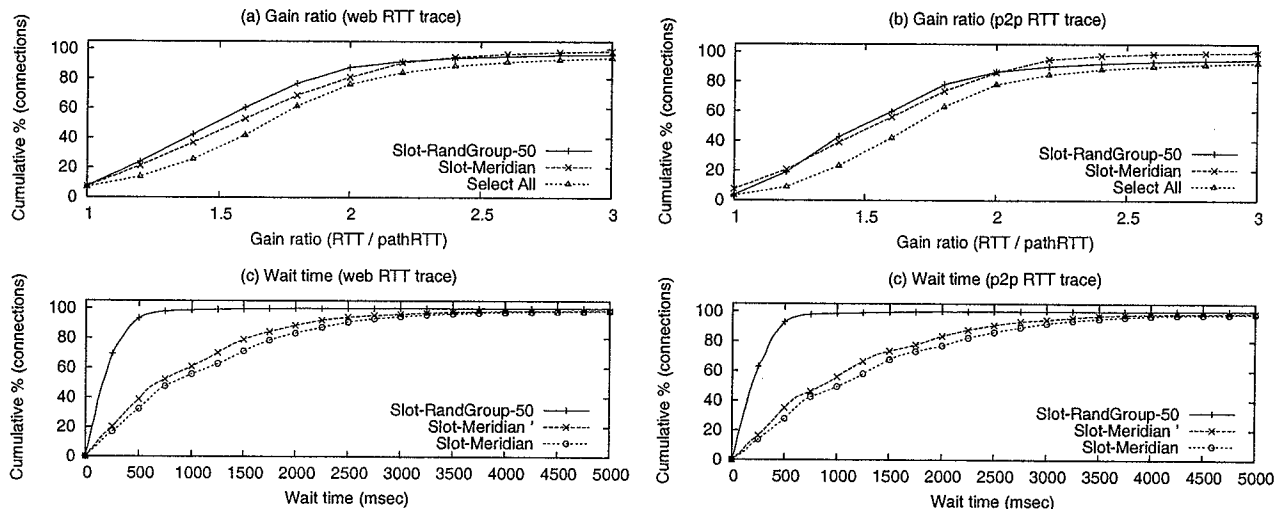 (a) Gain ratio (web RTT trace)
Cumulative % (connections)
100
80
60
40
20
0
Slot-RandGroup-50
Slot-Meridian
Select All
1
1.5
2
2.5
3
Gain ratio (RTT / pathRTT)
(b) Gain ratio (p2p RTT trace)
Cumulative % (connections)
100
80
60
40
20
0
Slot-RandGroup-50
Slot-Meridian
Select All
1
1.5
2
2.5
3
Gain ratio (RTT / pathRTT)
(c) Wait time (web RTT trace)
Cumulative % (connections)
100
80
60
40
20
0
Slot-RandGroup-50
Slot-Meridian '
Slot-Meridian
0 500 1000 1500 2000 2500 3000 3500 4000 4500 5000
Wait time (msec)
(c) Wait time (p2p RTT trace)
Cumulative % (connections)
100
80
60
40
20
0
Slot-RandGroup-50
Slot-Meridian '
Slot-Meridian
0 500 1000 1500 2000 2500 3000 3500 4000 4500 5000
Wait time (msec)